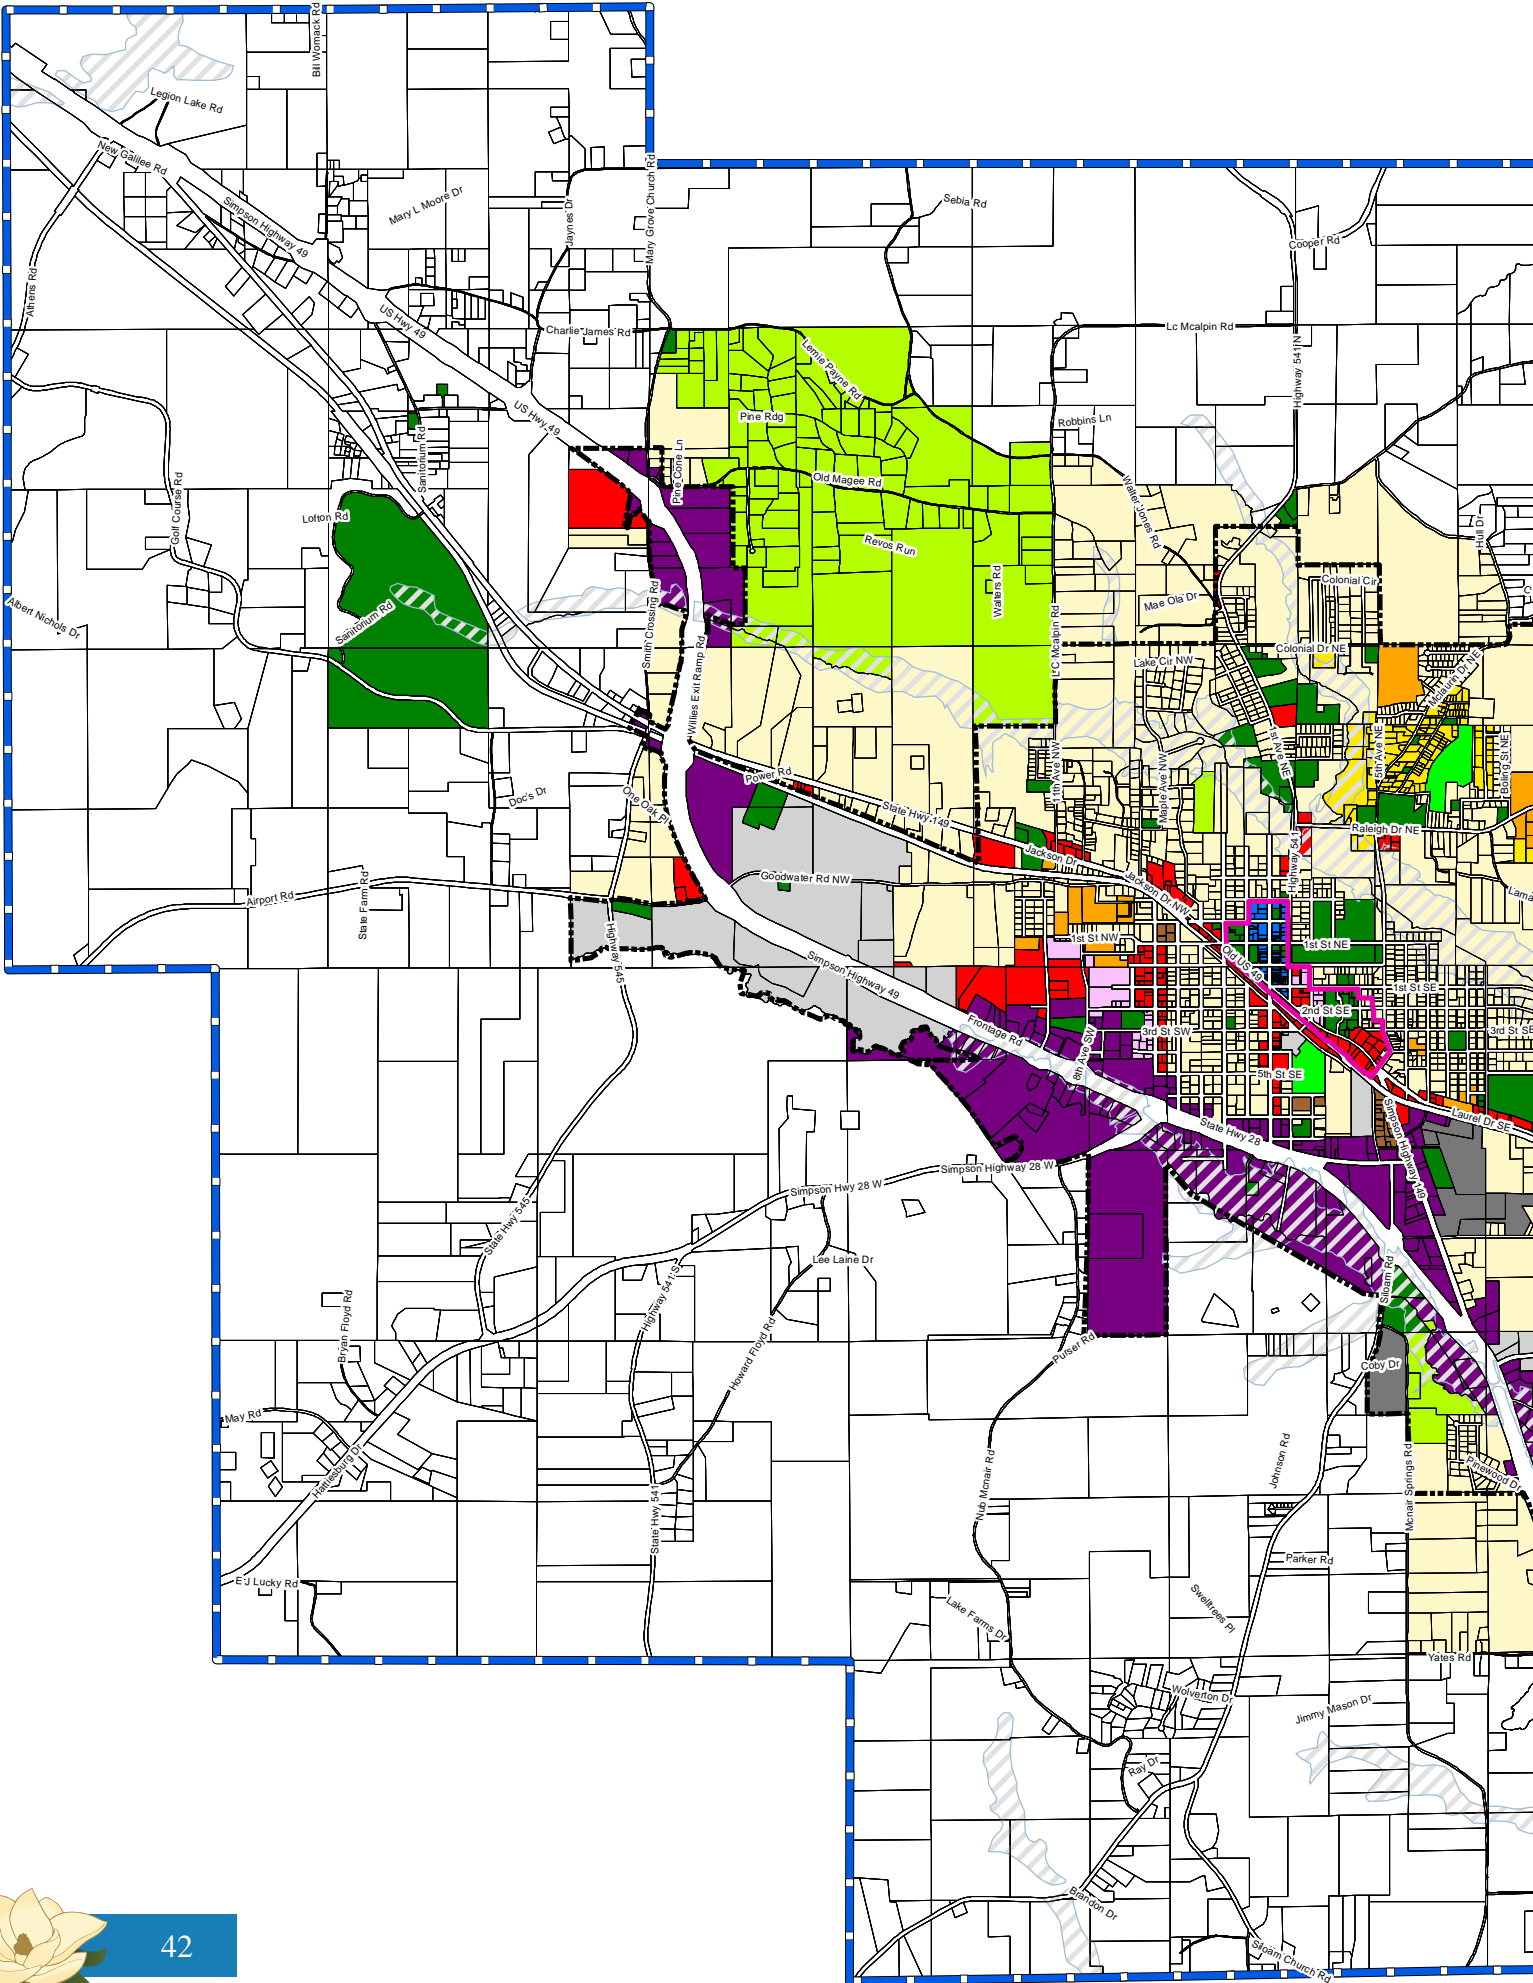 Bill Womack Rd
Legion Lake Rd
New Galilee Rd
Mary Grove Church Rd
Simpson Highway 49
Mary L Moore Dr
Jaynes Dr
Sebia Rd
Cooper Rd
Athens Rd
US Hwy 49
Charlie James Rd
Lc Mcalpin Rd
Lemie Payne Rd
Highway 541 N
US Hwy 49
Pine Rdg
Robbins Ln
Sanitorium Rd
Pine Cone Ln
Old Magee Rd
Walter Jones Rd
Golf Course Rd
Lofton Rd
Revos Run
Hull Dr
Walters Rd
Colonial Cir
Albert Nichols Dr
Sanitorium Rd
Smith Crossing Rd
Mae Ola Dr
L C Mcalpin Rd
Willies Exit Ramp Rd
Lake Cir NW
Colonial Dr NE
Mclaurin Dr NE
1st Ave NE
5th Ave NE
Boling St NE
11th Ave NW
Maple Ave NW
Power Rd
Doc's Dr
One Oak Pl
State Hwy 149
Raleigh Dr NE
Highway 541
Jackson Dr
Jackson Dr NW
Goodwater Rd NW
Airport Rd
State Farm Rd
Lama
Highway 545
1st St NW
1st St NE
Old US 49
Simpson Highway 49
1st St SE
2nd St SE
Frontage Rd
3rd St SW
3rd St SE
8th Ave SW
5th St SE
Laurel Dr SE
State Hwy 28
Simpson Highway 149
Simpson Highway 28 W
Simpson Hwy 28 W
State Hwy 545
Lee Laine Dr
Siloam Rd
Highway 541 S
Bryan Floyd Rd
Howard Floyd Rd
Purser Rd
Coby Dr
May Rd
Hattiesburg Dr
Nub Mcnair Rd
Johnson Rd
Mcnair Springs Rd
Pinewood Dr
State Hwy 541
Parker Rd
E J Lucky Rd
Lake Farms Dr
Swelltrees Pl
Yates Rd
Wolverton Dr
Jimmy Mason Dr
Ray Dr
Brandon Dr
Siloam Church Rd
42